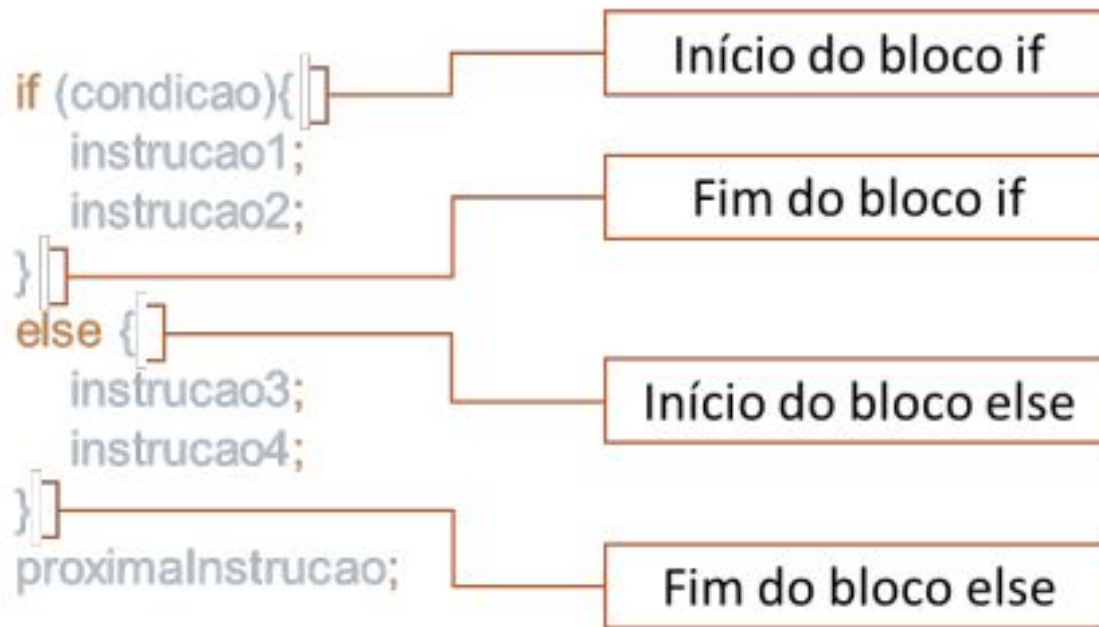 if (condicao){
instrucao1;
instrucao2;
}
else {
instrucao3;
instrucao4;
}
proximaInstrucao;
Início do bloco if
Fim do bloco if
Início do bloco else
Fim do bloco else